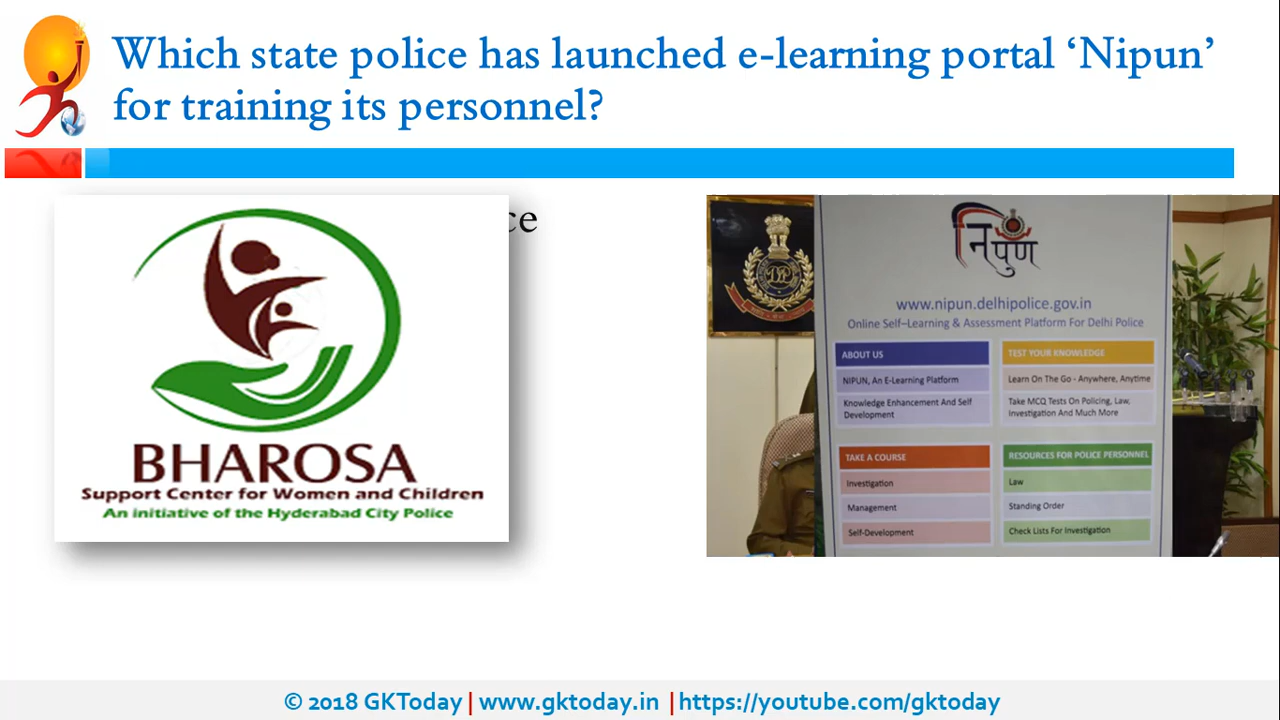 Which state police has launched e-learning portal ‘Nipun’
for training its personnel?
ce
BHAROSA
Support Center for Women and Children
An initiative of the Hyderabad City Police
निपुण
DP
www.nipun.delhipolice.gov.in
Online Self–Learning & Assessment Platform For Delhi Police
ABOUT US
NIPUN, An E-Learning Platform
Knowledge Enhancement And Self
Development
TEST YOUR KNOWLEDGE
Learn On The Go - Anywhere, Anytime
Take MCQ Tests On Policing, Law,
Investigation And Much More
TAKE A COURSE
Investigation
Management
Self-Development
RESOURCES FOR POLICE PERSONNEL
Law
Standing Order
Check Lists For Investigation
© 2018 GKToday | www.gktoday.in | https://youtube.com/gktoday